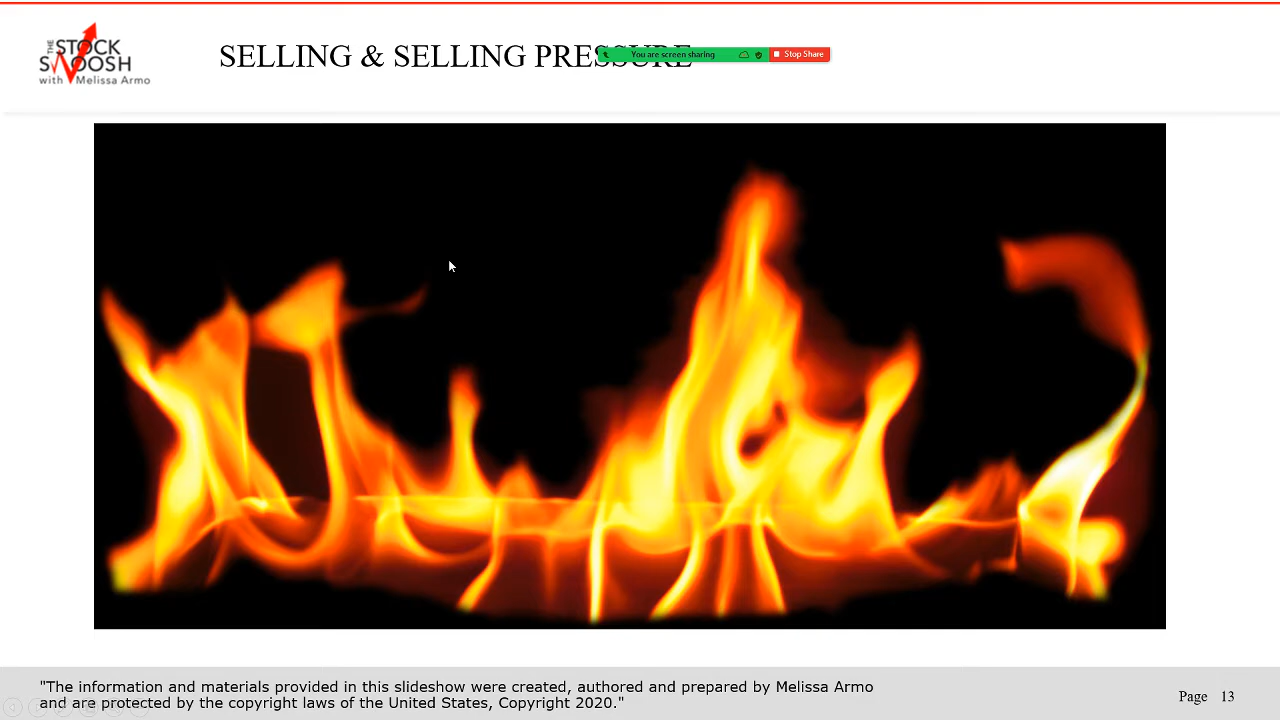 THE
STOCK
SWOOSH
with Melissa Armo
SELLING & SELLING PRESSURE
You are screen sharing
Stop Share
"The information and materials provided in this slideshow were created, authored and prepared by Melissa Armo
and are protected by the copyright laws of the United States, Copyright 2020."
Page 13